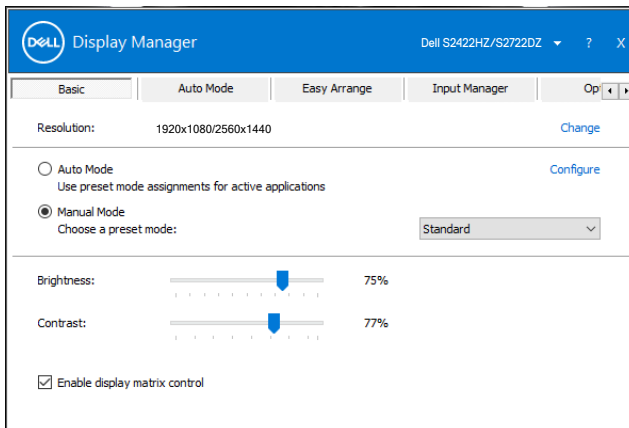 DELL Display Manager Dell S2422HZ/S2722DZ ? X
Basic Auto Mode Easy Arrange Input Manager Op
Resolution: 1920x1080/2560x1440 Change
Auto Mode Configure
Use preset mode assignments for active applications
Manual Mode
Choose a preset mode: Standard
Brightness: 75%
Contrast: 77%
Enable display matrix control